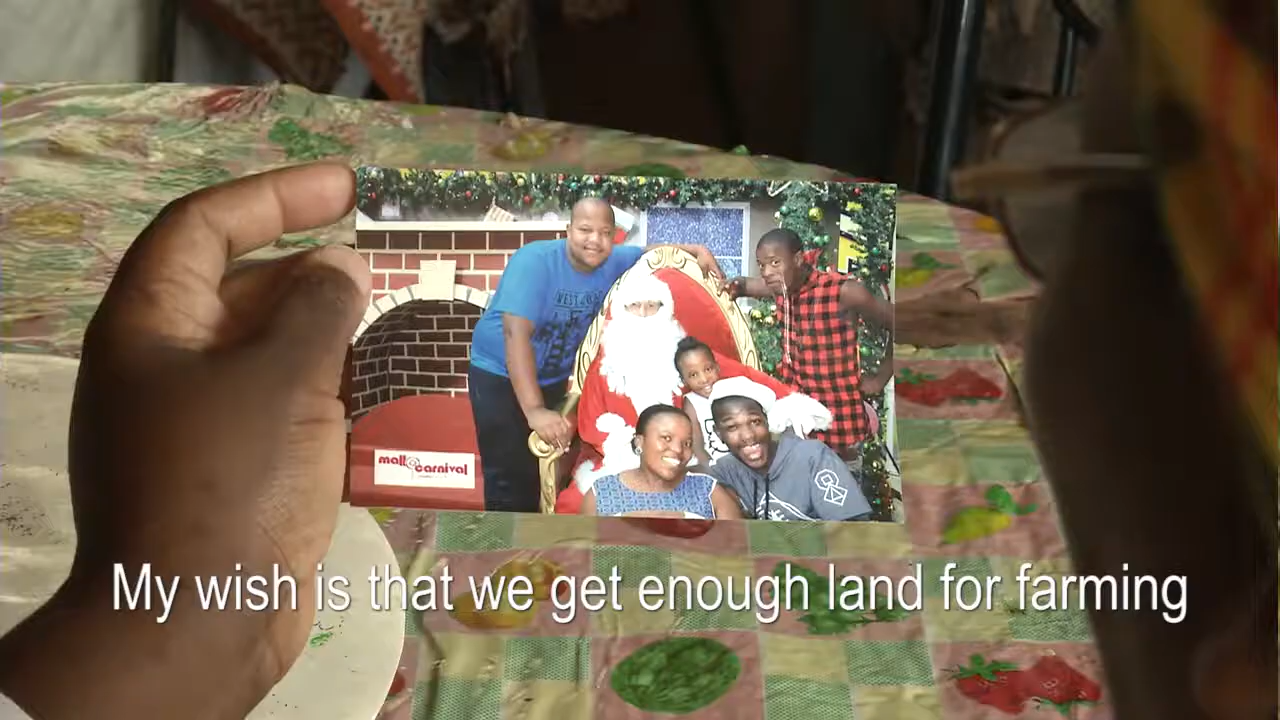 mall@carnival
My wish is that we get enough land for farming